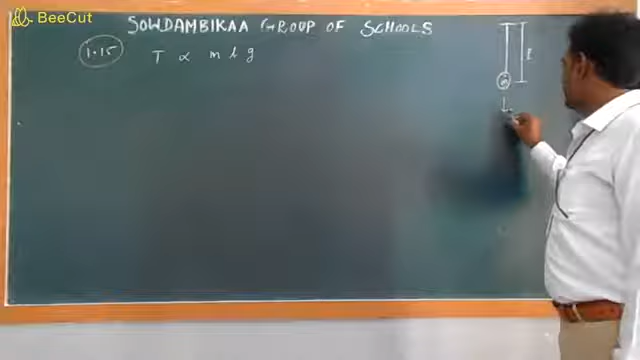 BeeCut
SOWDAMBIKAA GROUP OF SCHOOLS
1.15 T ∝ m l g
l
m